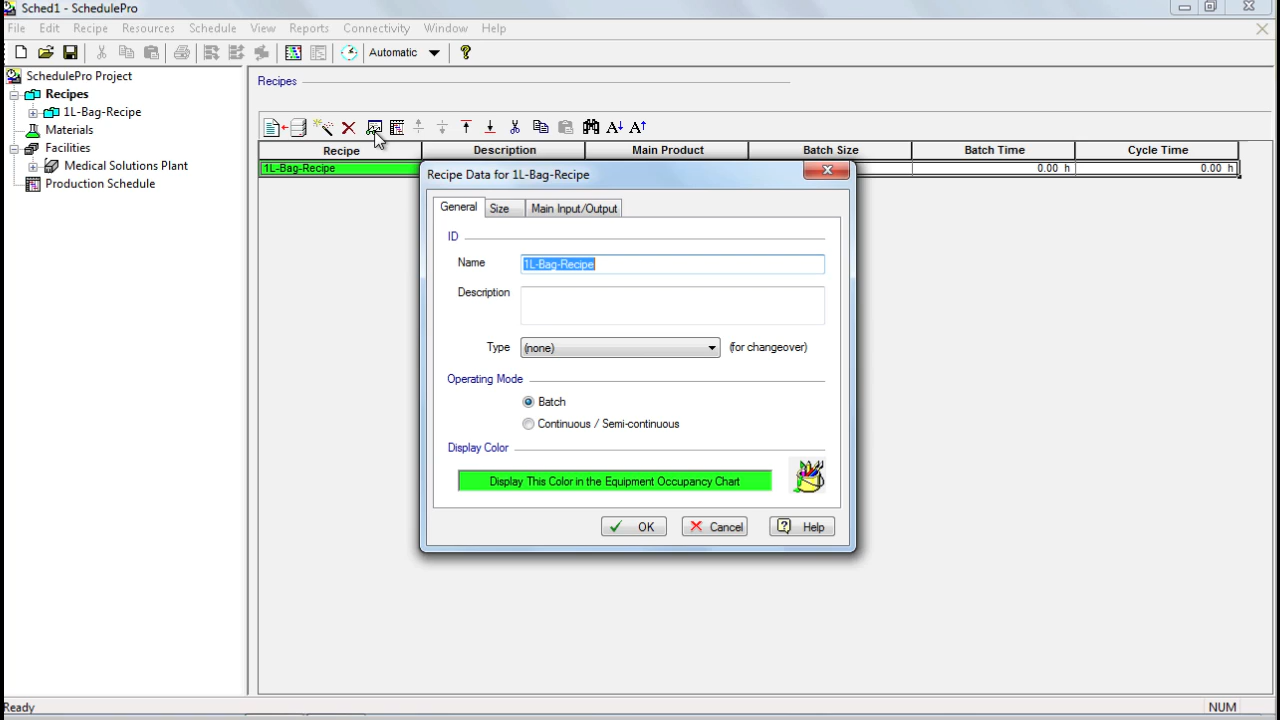 Sched1 - SchedulePro
File Edit Recipe Resources Schedule View Reports Connectivity Window Help
Automatic
SchedulePro Project
Recipes
1L-Bag-Recipe
Materials
Facilities
Medical Solutions Plant
Production Schedule
Recipes
Recipe Description Main Product Batch Size Batch Time Cycle Time
1L-Bag-Recipe 0.00 h 0.00 h
Recipe Data for 1L-Bag-Recipe
General Size Main Input/Output
ID
Name 1L-Bag-Recipe
Description
Type (none) (for changeover)
Operating Mode
Batch
Continuous / Semi-continuous
Display Color
Display This Color in the Equipment Occupancy Chart
OK Cancel Help
Ready NUM